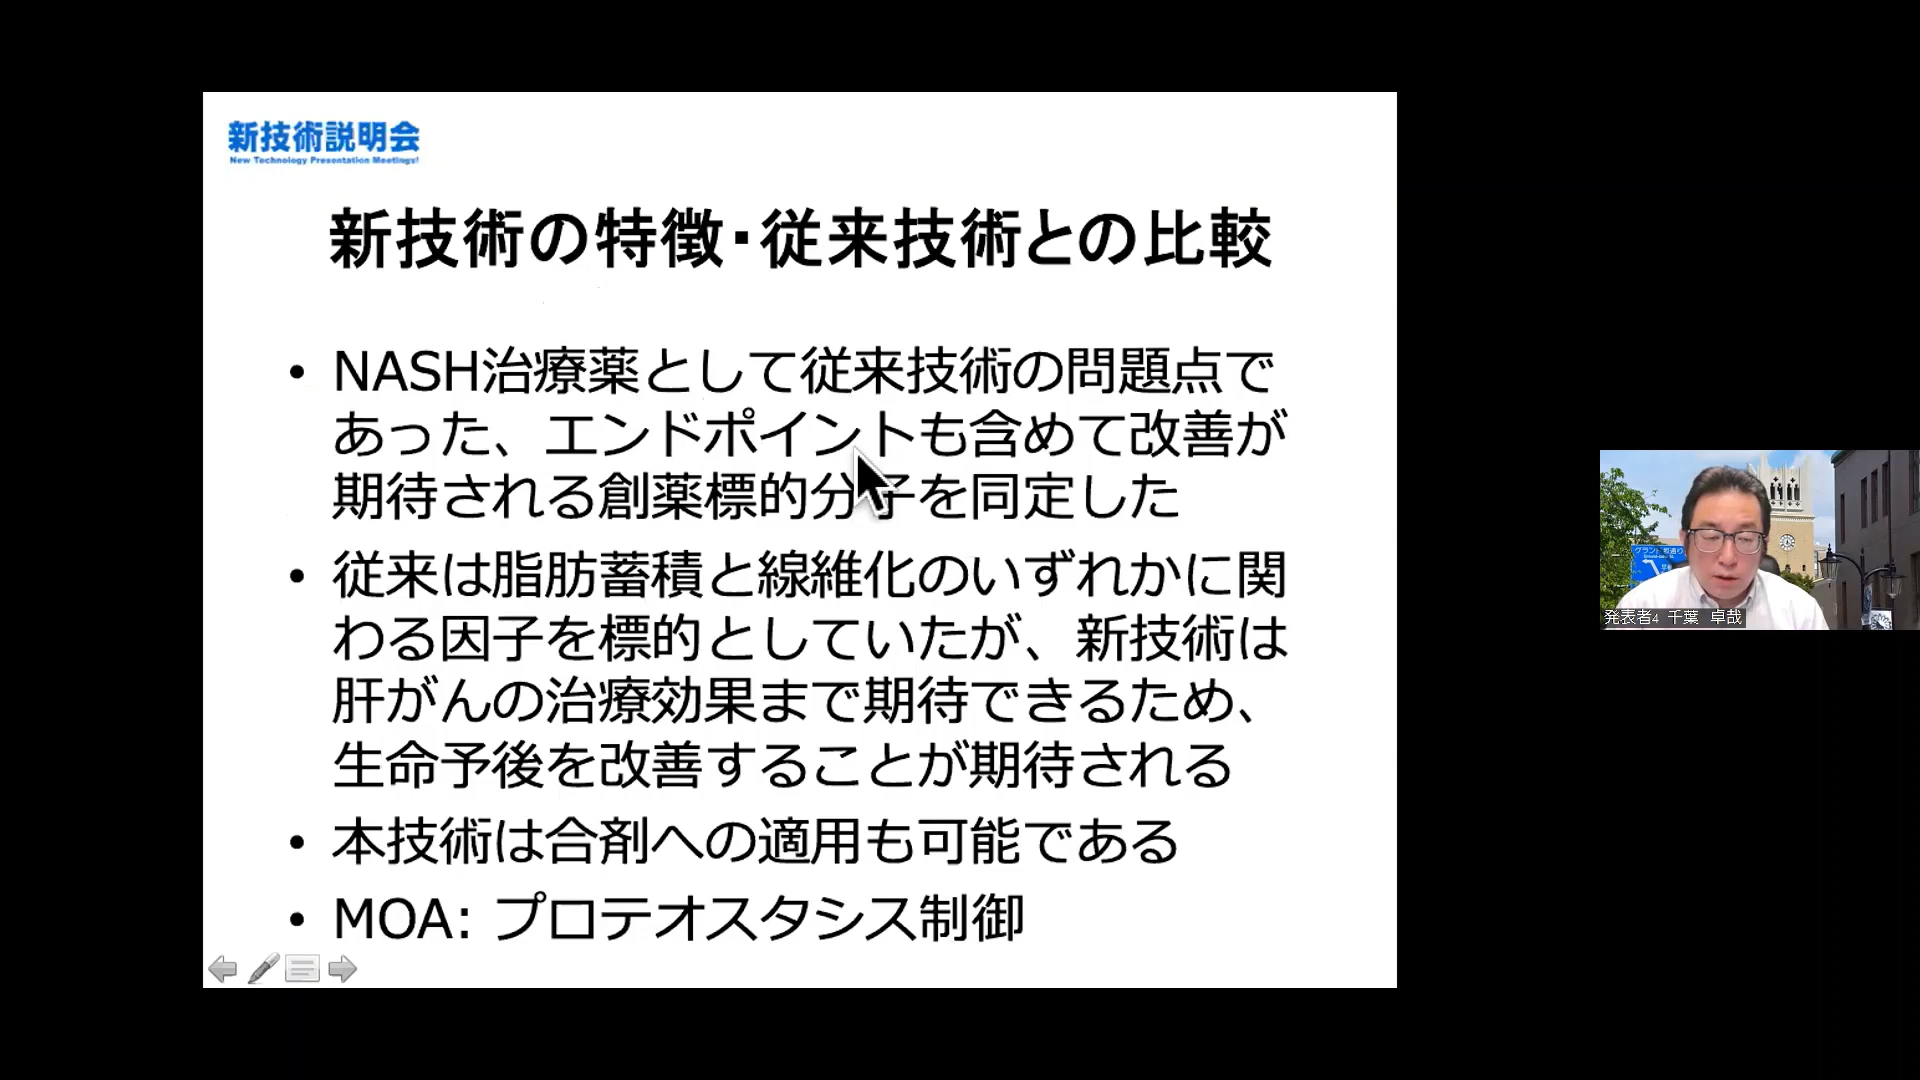 新技術説明会
New Technology Presentation Meetings!
新技術の特徴・従来技術との比較
• NASH治療薬として従来技術の問題点で
あった、エンドポイントも含めて改善が
期待される創薬標的分子を同定した
• 従来は脂肪蓄積と線維化のいずれかに関
わる因子を標的としていたが、新技術は
肝がんの治療効果まで期待できるため、
生命予後を改善することが期待される
• 本技術は合剤への適用も可能である
• MOA: プロテオスタシス制御
発表者4 千葉 卓哉